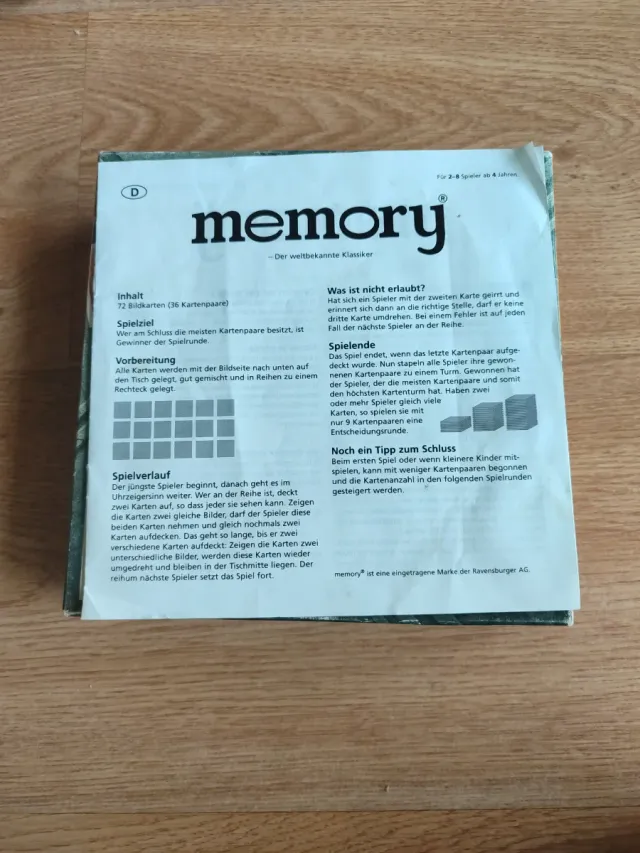 D
Für 2–8 Spieler ab 4 Jahren
memory®
– Der weltbekannte Klassiker
Inhalt
72 Bildkarten (36 Kartenpaare)
Spielziel
Wer am Schluss die meisten Kartenpaare besitzt, ist
Gewinner der Spielrunde.
Vorbereitung
Alle Karten werden mit der Bildseite nach unten auf
den Tisch gelegt, gut gemischt und in Reihen zu einem
Rechteck gelegt.
Spielverlauf
Der jüngste Spieler beginnt, danach geht es im
Uhrzeigersinn weiter. Wer an der Reihe ist, deckt
zwei Karten auf, so dass jeder sie sehen kann. Zeigen
die Karten zwei gleiche Bilder, darf der Spieler diese
beiden Karten nehmen und gleich nochmals zwei
Karten aufdecken. Das geht so lange, bis er zwei
verschiedene Karten aufdeckt: Zeigen die Karten zwei
unterschiedliche Bilder, werden diese Karten wieder
umgedreht und bleiben in der Tischmitte liegen. Der
reihum nächste Spieler setzt das Spiel fort.
Was ist nicht erlaubt?
Hat sich ein Spieler mit der zweiten Karte geirrt und
erinnert sich dann an die richtige Stelle, darf er keine
dritte Karte umdrehen. Bei einem Fehler ist auf jeden
Fall der nächste Spieler an der Reihe.
Spielende
Das Spiel endet, wenn das letzte Kartenpaar aufge-
deckt wurde. Nun stapeln alle Spieler ihre gewon-
nenen Kartenpaare zu einem Turm. Gewonnen hat
der Spieler, der die meisten Kartenpaare und somit
den höchsten Kartenturm hat. Haben zwei
oder mehr Spieler gleich viele
Karten, so spielen sie mit
nur 9 Kartenpaaren eine
Entscheidungsrunde.
Noch ein Tipp zum Schluss
Beim ersten Spiel oder wenn kleinere Kinder mit-
spielen, kann mit weniger Kartenpaaren begonnen
und die Kartenanzahl in den folgenden Spielrunden
gesteigert werden.
memory® ist eine eingetragene Marke der Ravensburger AG.